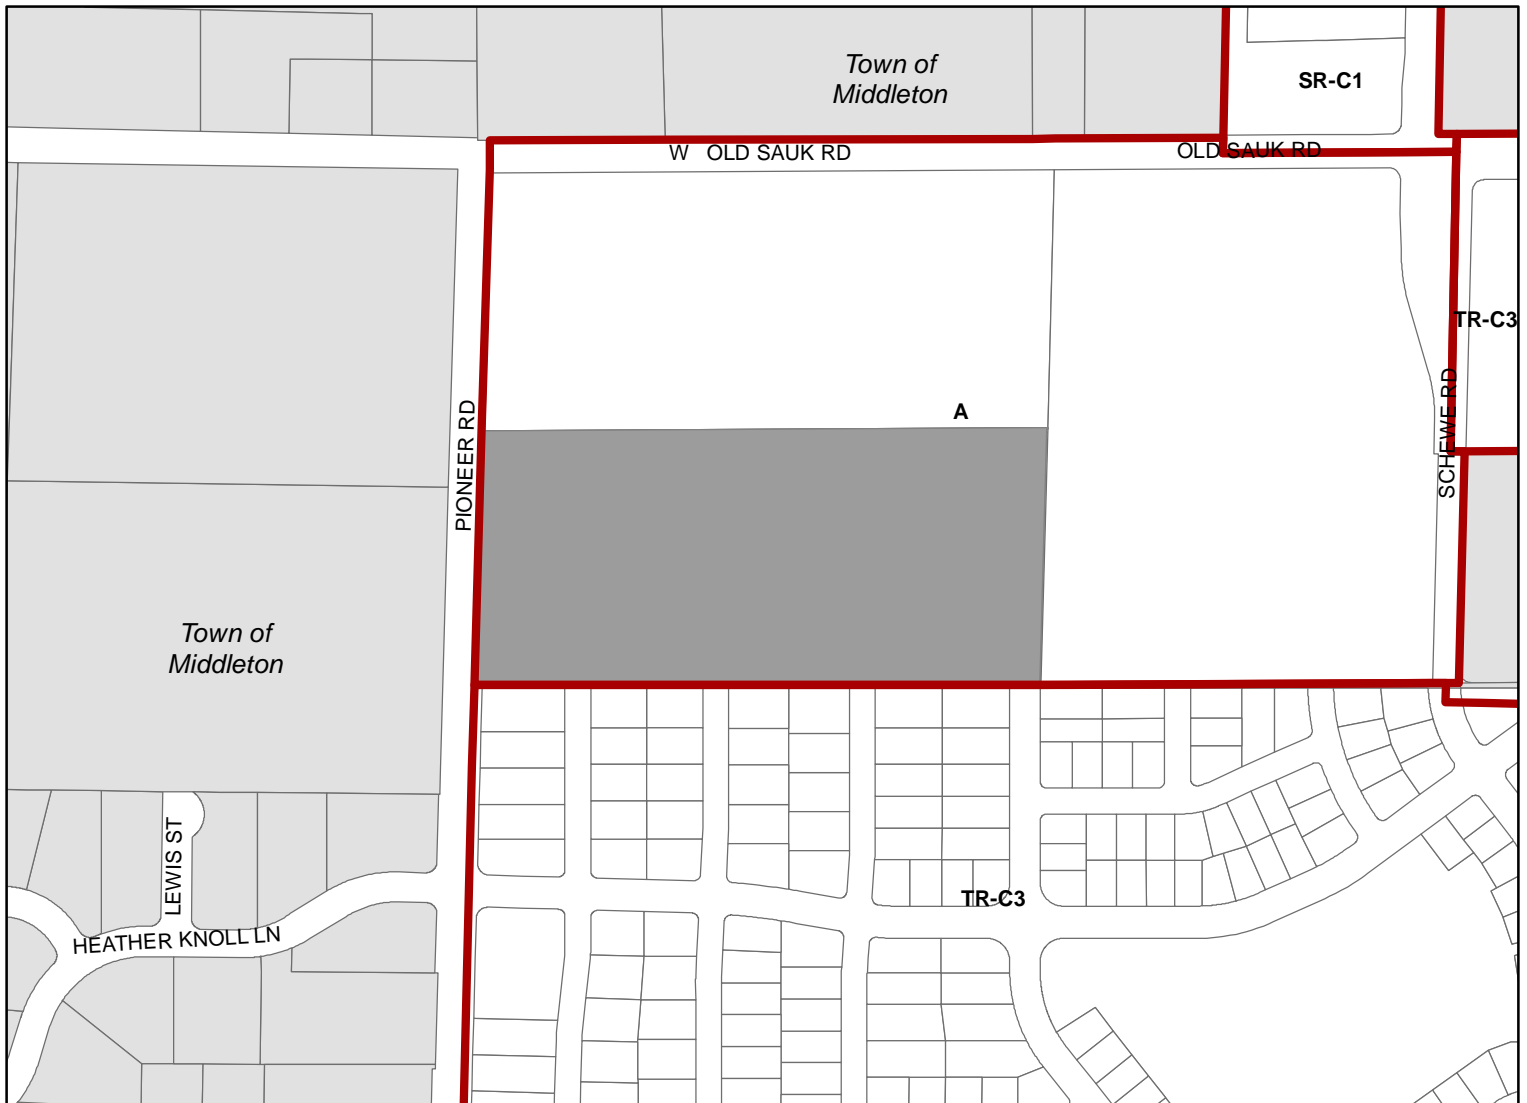 Town of
Middleton
SR-C1
W OLD SAUK RD
OLD SAUK RD
TR-C3
A
PIONEER RD
SCHEWE RD
Town of
Middleton
LEWIS ST
TR-C3
HEATHER KNOLL LN